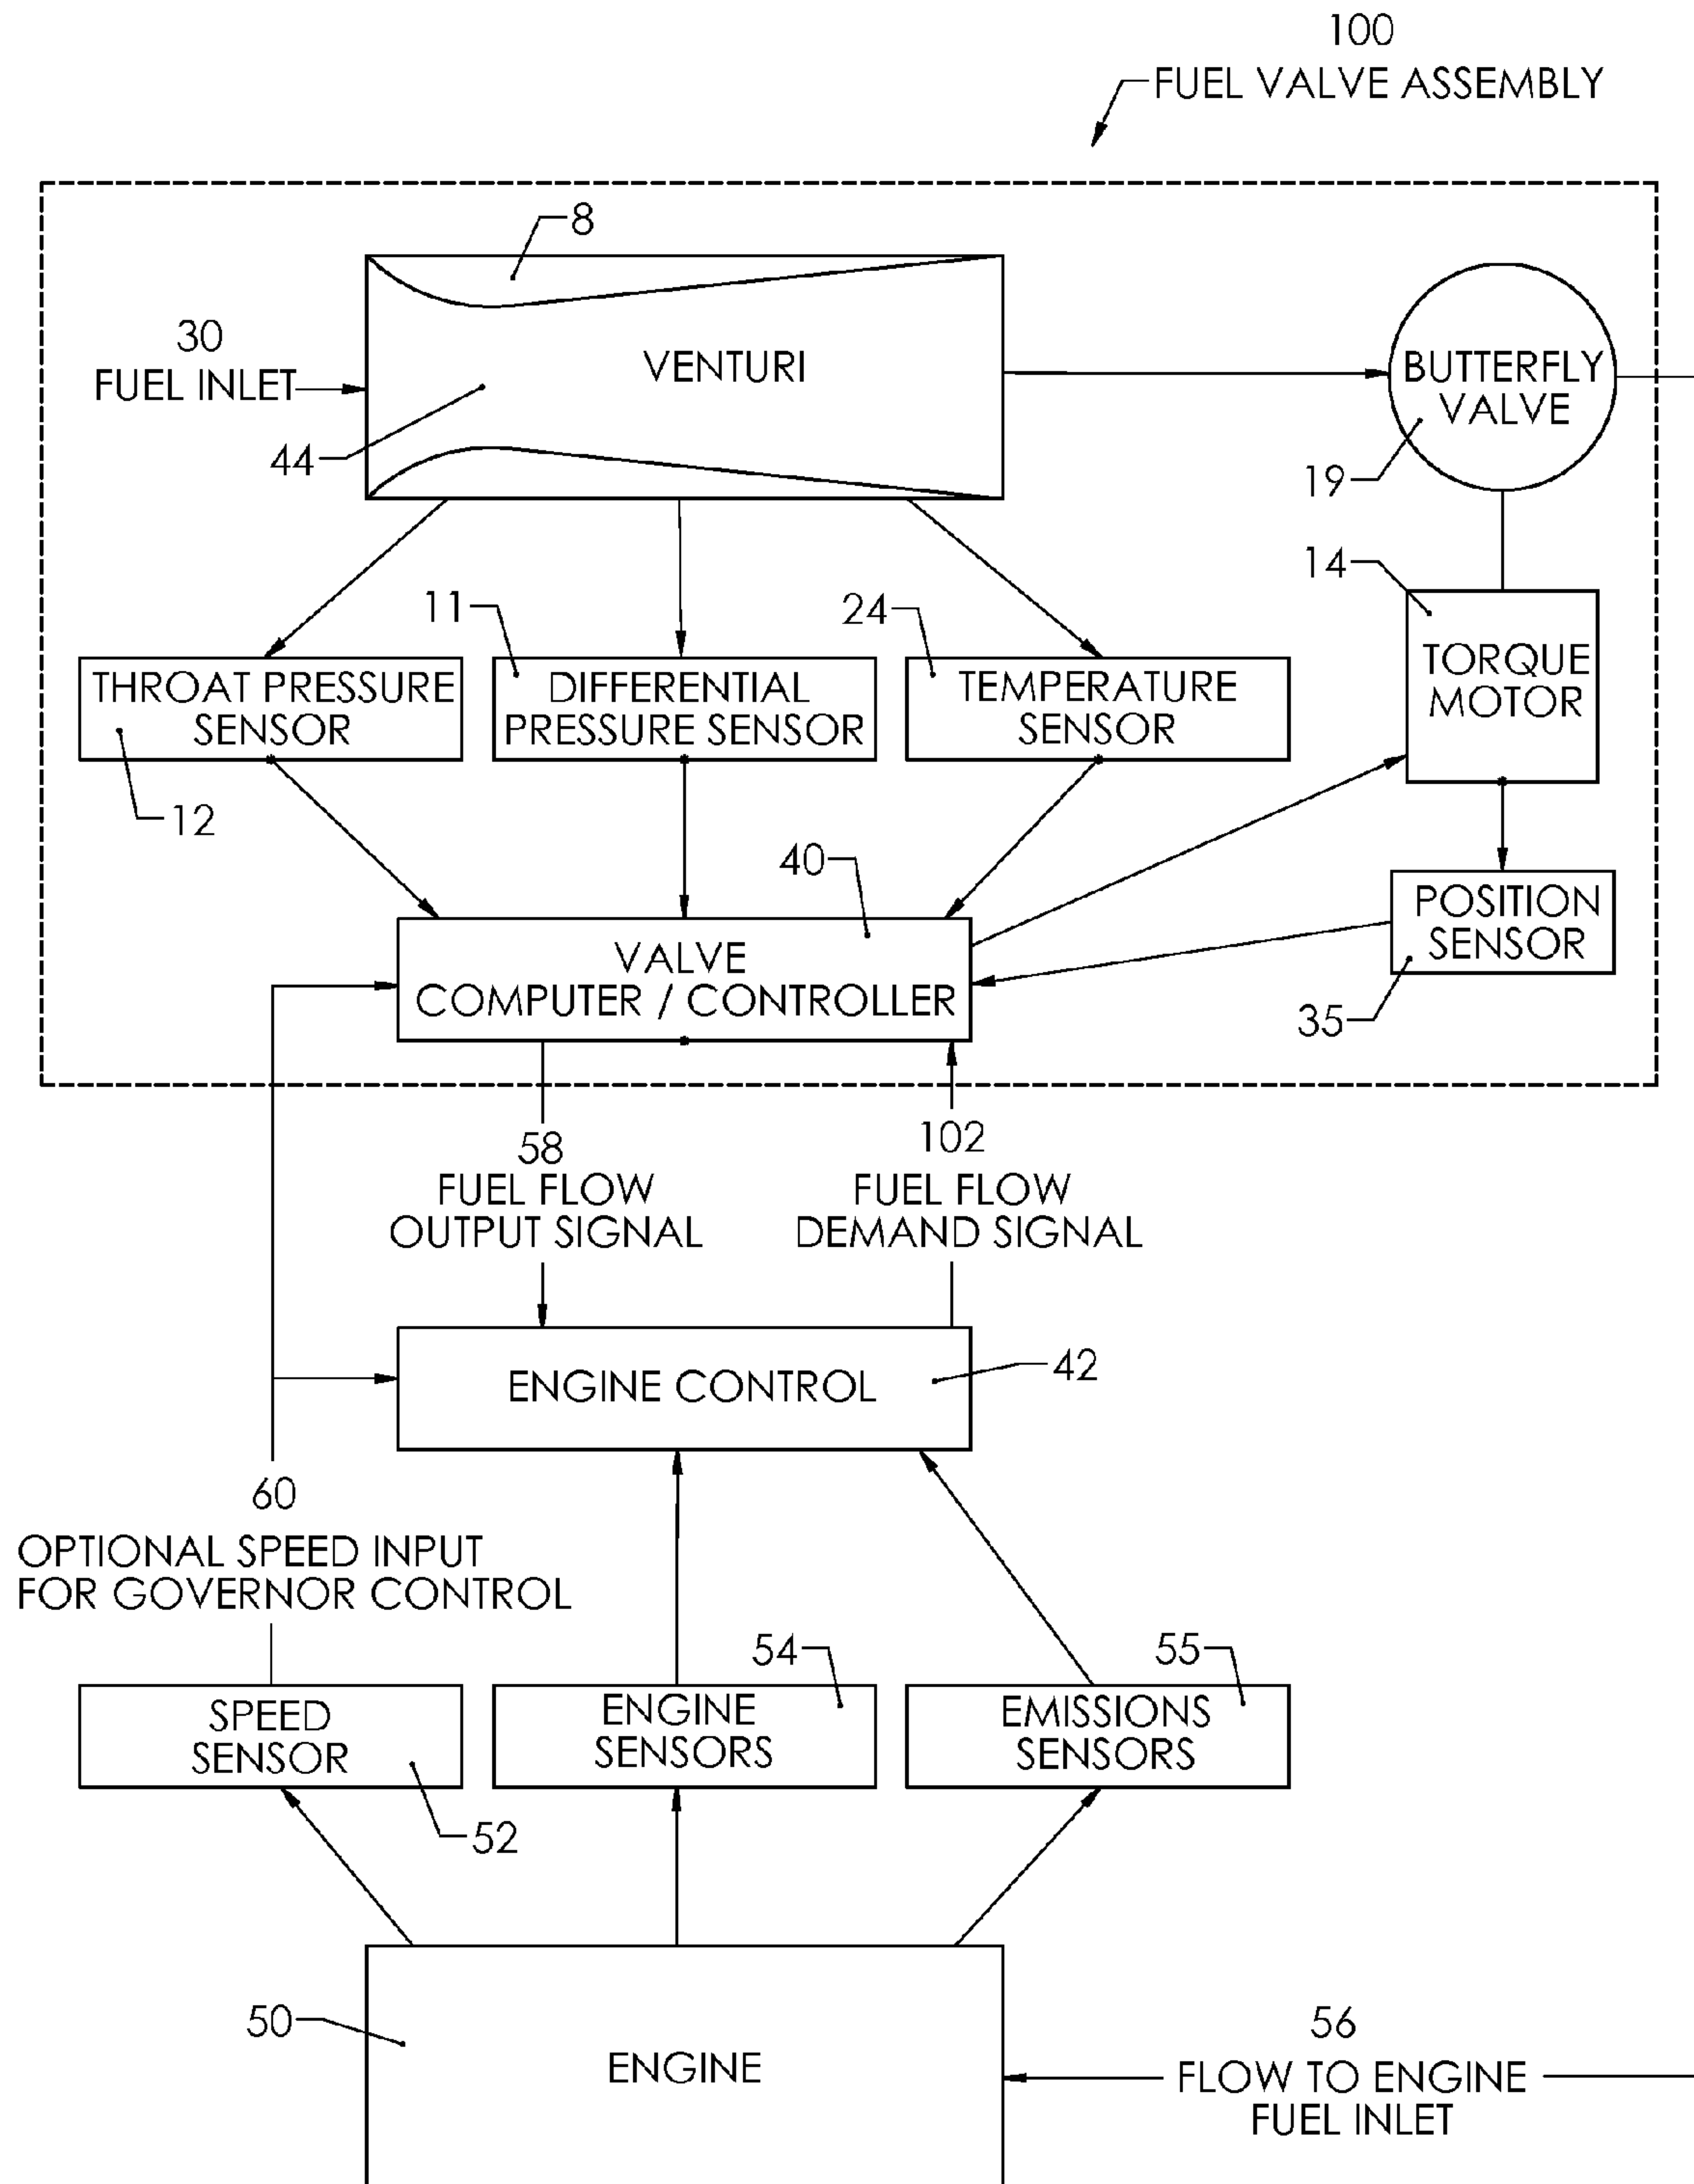 100
FUEL VALVE ASSEMBLY
8
30
FUEL INLET
VENTURI
44
BUTTERFLY
VALVE
19
14
TORQUE
MOTOR
11
24
THROAT PRESSURE
SENSOR
DIFFERENTIAL
PRESSURE SENSOR
TEMPERATURE
SENSOR
12
40
POSITION
SENSOR
35
VALVE
COMPUTER / CONTROLLER
58
FUEL FLOW
OUTPUT SIGNAL
102
FUEL FLOW
DEMAND SIGNAL
ENGINE CONTROL
42
60
OPTIONAL SPEED INPUT
FOR GOVERNOR CONTROL
54
55
SPEED
SENSOR
ENGINE
SENSORS
EMISSIONS
SENSORS
52
50
ENGINE
56
FLOW TO ENGINE
FUEL INLET